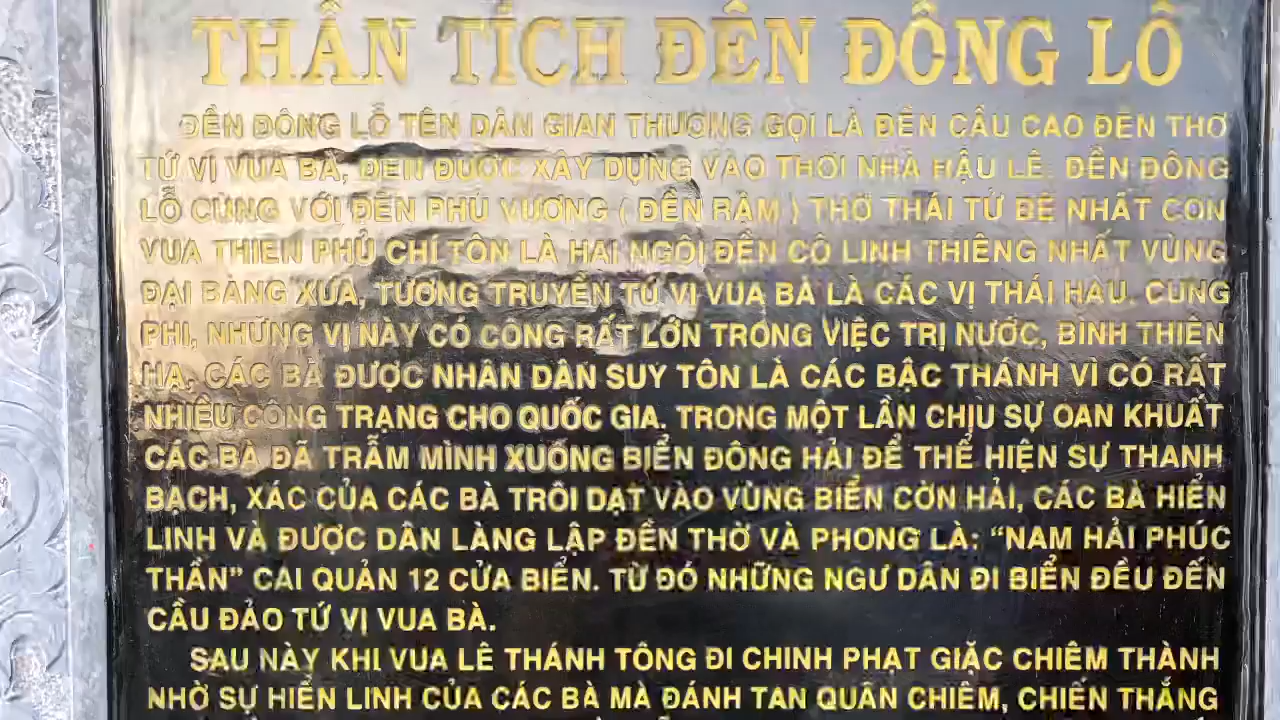 THẦN TÍCH ĐỀN ĐỒNG LỖ
ĐỀN ĐỒNG LỖ TÊN DÂN GIAN THƯỜNG GỌI LÀ ĐỀN CẦU CAO ĐỀN THỜ
TỨ VỊ VUA BÀ, ĐỀN ĐƯỢC XÂY DỰNG VÀO THỜI NHÀ HẬU LÊ. ĐỀN ĐỒNG
LỖ CÙNG VỚI ĐỀN PHÙ VƯƠNG ( ĐỀN RẬM ) THỜ THÁI TỬ ĐỆ NHẤT CON
VUA THIÊN PHỦ CHÍ TÔN LÀ HAI NGÔI ĐỀN CÔ LINH THIÊNG NHẤT VÙNG
ĐẠI BÀNG XƯA, TƯƠNG TRUYỀN TỨ VỊ VUA BÀ LÀ CÁC VỊ THÁI HẬU. CUNG
PHI, NHỮNG VỊ NÀY CÓ CÔNG RẤT LỚN TRONG VIỆC TRỊ NƯỚC, BÌNH THIÊN
HẠ, CÁC BÀ ĐƯỢC NHÂN DÂN SUY TÔN LÀ CÁC BẬC THÁNH VÌ CÓ RẤT
NHIỀU CÔNG TRẠNG CHO QUỐC GIA. TRONG MỘT LẦN CHỊU SỰ OAN KHUẤT
CÁC BÀ ĐÃ TRẪM MÌNH XUỐNG BIỂN ĐÔNG HẢI ĐỂ THỂ HIỆN SỰ THANH
BẠCH, XÁC CỦA CÁC BÀ TRÔI DẠT VÀO VÙNG BIỂN CỜN HẢI, CÁC BÀ HIỂN
LINH VÀ ĐƯỢC DÂN LÀNG LẬP ĐỀN THỜ VÀ PHONG LÀ: “NAM HẢI PHÚC
THẦN” CAI QUẢN 12 CỬA BIỂN. TỪ ĐÓ NHỮNG NGƯ DÂN ĐI BIỂN ĐỀU ĐẾN
CẦU ĐẢO TỨ VỊ VUA BÀ.
SAU NÀY KHI VUA LÊ THÁNH TÔNG ĐI CHINH PHẠT GIẶC CHIÊM THÀNH
NHỜ SỰ HIỂN LINH CỦA CÁC BÀ MÀ ĐÁNH TAN QUÂN CHIÊM, CHIẾN THẮNG